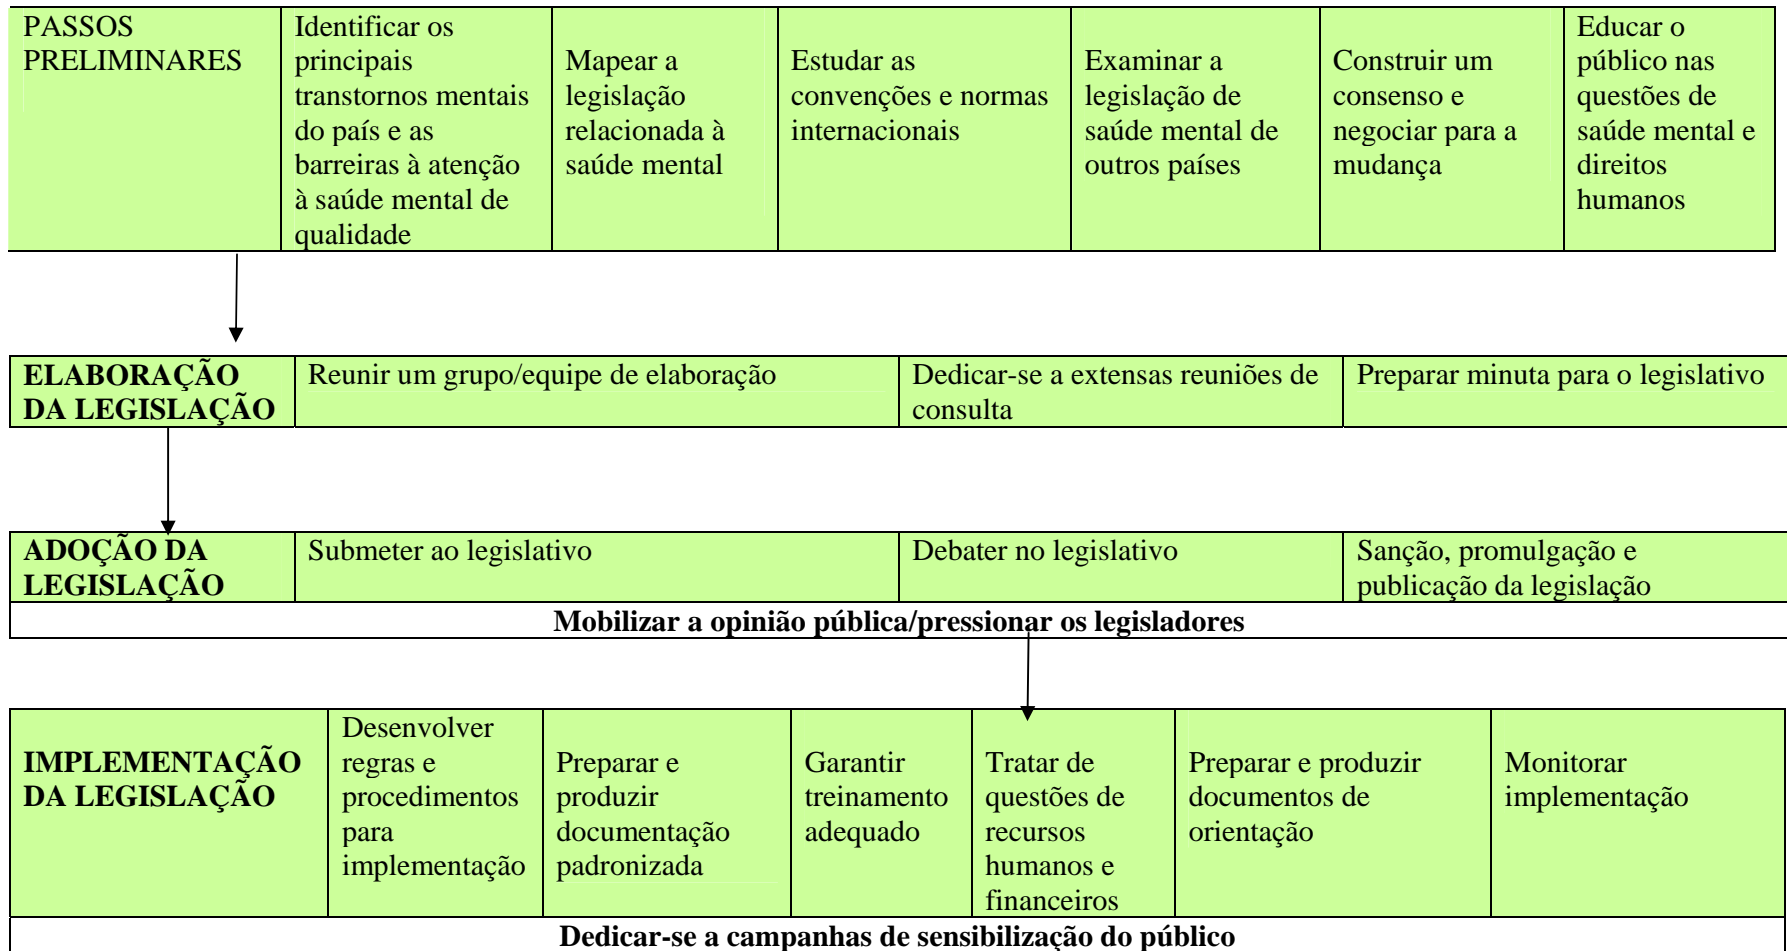 PASSOS
PRELIMINARES
Identificar os
principais
transtornos mentais
do país e as
barreiras à atenção
à saúde mental de
qualidade
Mapear a
legislação
relacionada à
saúde mental
Estudar as
convenções e normas
internacionais
Examinar a
legislação de
saúde mental de
outros países
Construir um
consenso e
negociar para a
mudança
Educar o
público nas
questões de
saúde mental e
direitos
humanos
ELABORAÇÃO
DA LEGISLAÇÃO
Reunir um grupo/equipe de elaboração
Dedicar-se a extensas reuniões de
consulta
Preparar minuta para o legislativo
ADOÇÃO DA
LEGISLAÇÃO
Submeter ao legislativo
Debater no legislativo
Sanção, promulgação e
publicação da legislação
Mobilizar a opinião pública/pressionar os legisladores
IMPLEMENTAÇÃO
DA LEGISLAÇÃO
Desenvolver
regras e
procedimentos
para
implementação
Preparar e
produzir
documentação
padronizada
Garantir
treinamento
adequado
Tratar de
questões de
recursos
humanos e
financeiros
Preparar e produzir
documentos de
orientação
Monitorar
implementação
Dedicar-se a campanhas de sensibilização do público